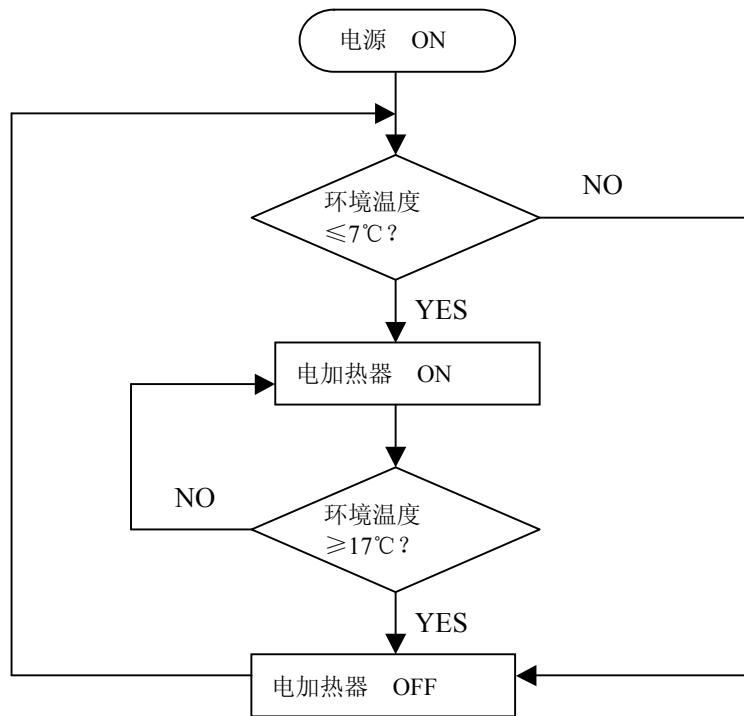 电源 ON
环境温度
≤7℃?
NO
YES
电加热器 ON
NO
环境温度
≥17℃?
YES
电加热器 OFF